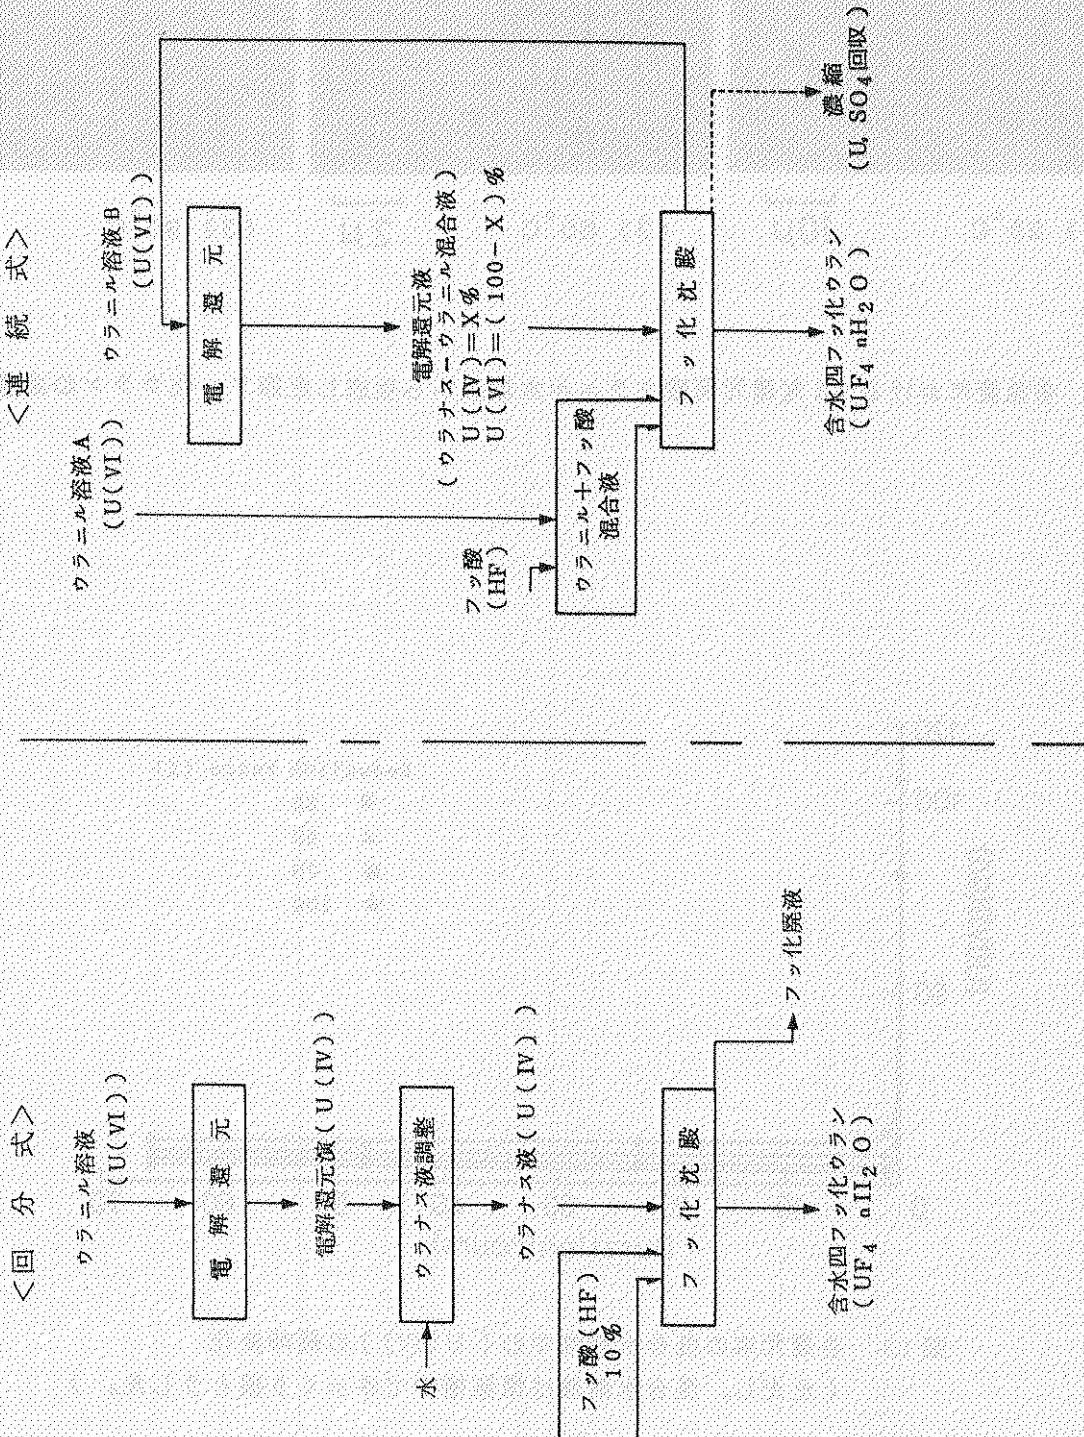 <回分式>
ウラニル溶液
(U(VI))
電解還元
電解還元演(U(IV))
水
ウラナス液調整
ウラナス液(U(IV))
フッ酸(HF)
10%
フッ化沈殿
フッ化廃液
含水四フッ化ウラン
(UF₄ nH₂O)
<連続式>
ウラニル溶液A
(U(VI))
ウラニル溶液B
(U(VI))
電解還元
電解還元液
(ウラナス-ウラニル混合液)
U(IV)=X%
U(VI)=(100-X)%
フッ酸
(HF)
ウラニル+フッ酸
混合液
フッ化沈殿
濃縮
(U, SO₄回収)
含水四フッ化ウラン
(UF₄ nH₂O)